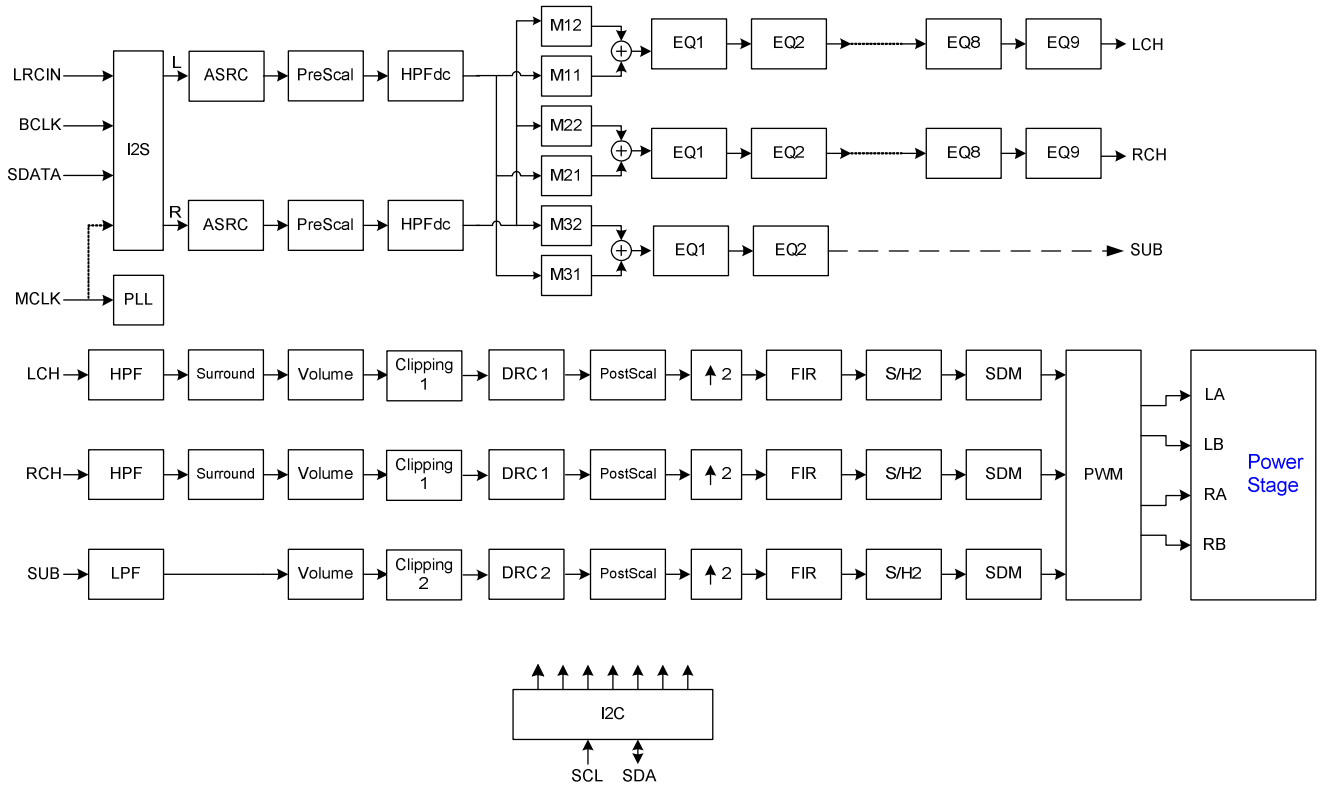 M12
EQ1 EQ2 EQ8 EQ9 LCH
L
LRCIN ASRC PreScal HPFdc M11
BCLK M22
I2S EQ1 EQ2 EQ8 EQ9 RCH
SDATA M21
R
ASRC PreScal HPFdc M32
EQ1 EQ2 SUB
M31
MCLK PLL
LCH HPF Surround Volume Clipping 1 DRC 1 PostScal 2 FIR S/H2 SDM
LA
LB
RCH HPF Surround Volume Clipping 1 DRC 1 PostScal 2 FIR S/H2 SDM PWM
Power
Stage
RA
RB
SUB LPF Volume Clipping 2 DRC 2 PostScal 2 FIR S/H2 SDM
I2C
SCL SDA